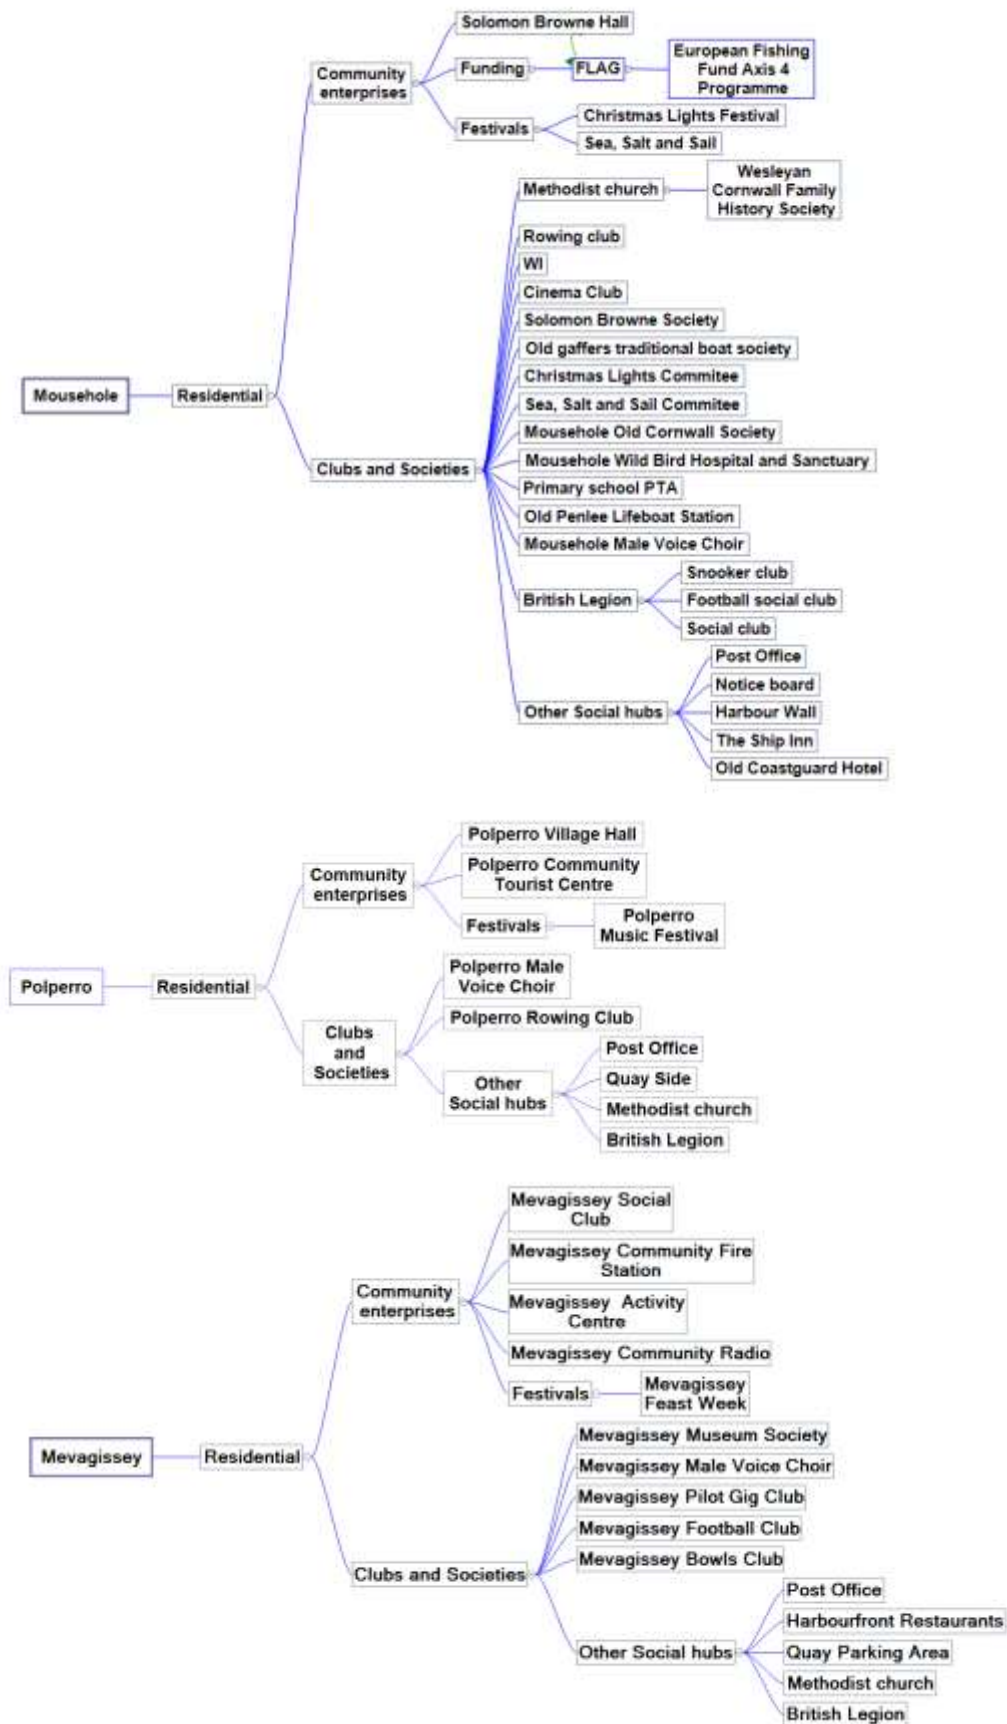 Solomon Browne Hall
Community
enterprises
Funding
FLAG
European Fishing
Fund Axis 4
Programme
Festivals
Christmas Lights Festival
Sea, Salt and Sail
Methodist church
Wesleyan
Cornwall Family
History Society
Rowing club
WI
Cinema Club
Solomon Browne Society
Old gaffers traditional boat society
Christmas Lights Commitee
Mousehole
Residential
Sea, Salt and Sail Commitee
Mousehole Old Cornwall Society
Clubs and Societies
Mousehole Wild Bird Hospital and Sanctuary
Primary school PTA
Old Penlee Lifeboat Station
Mousehole Male Voice Choir
British Legion
Snooker club
Football social club
Social club
Other Social hubs
Post Office
Notice board
Harbour Wall
The Ship Inn
Old Coastguard Hotel
Polperro Village Hall
Community
enterprises
Polperro Community
Tourist Centre
Festivals
Polperro
Music Festival
Polperro
Residential
Polperro Male
Voice Choir
Polperro Rowing Club
Clubs
and
Societies
Other
Social hubs
Post Office
Quay Side
Methodist church
British Legion
Mevagissey Social
Club
Mevagissey Community Fire
Station
Community
enterprises
Mevagissey Activity
Centre
Mevagissey Community Radio
Festivals
Mevagissey
Feast Week
Mevagissey
Residential
Mevagissey Museum Society
Mevagissey Male Voice Choir
Mevagissey Pilot Gig Club
Mevagissey Football Club
Mevagissey Bowls Club
Clubs and Societies
Other Social hubs
Post Office
Harbourfront Restaurants
Quay Parking Area
Methodist church
British Legion